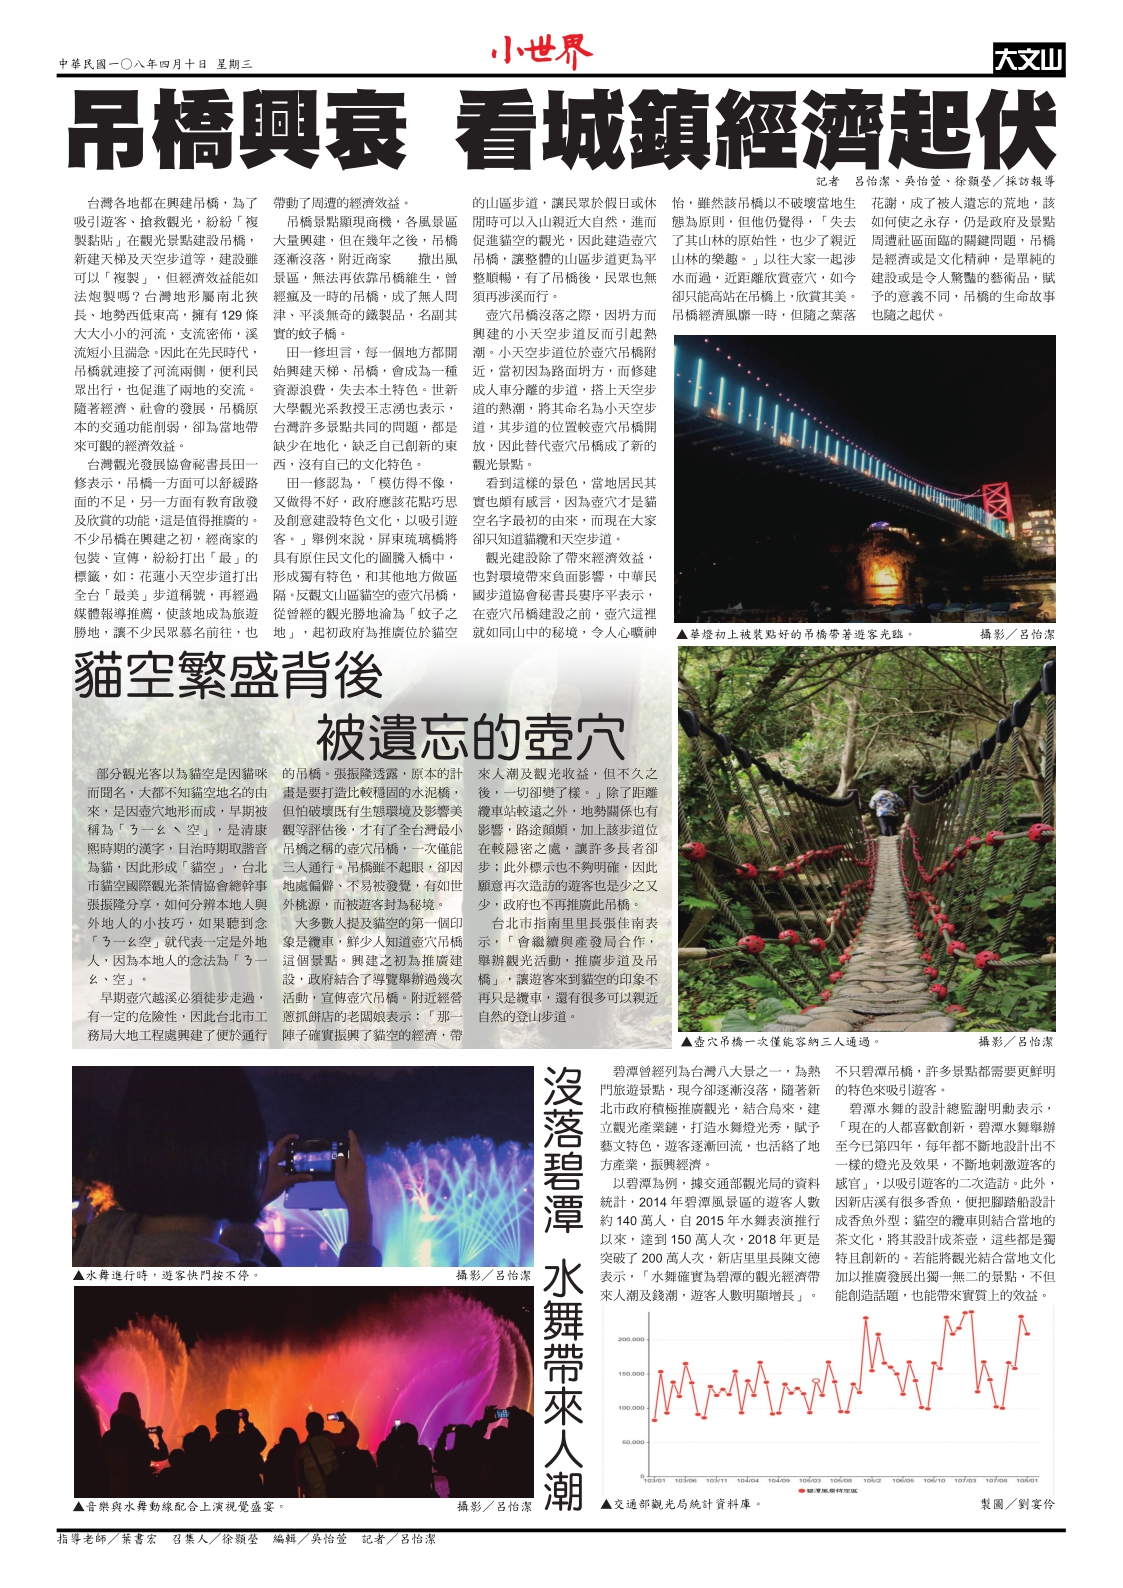 中華民國一〇八年四月十日 星期三
小世界
大文山
吊橋興衰 看城鎮經濟起伏
記者 呂怡潔、吳怡萱、徐顥瑩／採訪報導
台灣各地都在興建吊橋，為了
吸引遊客、搶救觀光，紛紛「複
製黏貼」在觀光景點建設吊橋，
新建天梯及天空步道等，建設雖
可以「複製」，但經濟效益能如
法炮製嗎？台灣地形屬南北狹
長、地勢西低東高，擁有 129 條
大大小小的河流，支流密佈，溪
流短小且湍急。因此在先民時代，
吊橋就連接了河流兩側，便利民
眾出行，也促進了兩地的交流。
隨著經濟、社會的發展，吊橋原
本的交通功能削弱，卻為當地帶
來可觀的經濟效益。
台灣觀光發展協會祕書長田一
修表示，吊橋一方面可以舒緩路
面的不足，另一方面有教育啟發
及欣賞的功能，這是值得推廣的。
不少吊橋在興建之初，經商家的
包裝、宣傳，紛紛打出「最」的
標籤，如：花蓮小天空步道打出
全台「最美」步道稱號，再經過
媒體報導推薦，使該地成為旅遊
勝地，讓不少民眾慕名前往，也
帶動了周遭的經濟效益。
吊橋景點顯現商機，各風景區
大量興建，但在幾年之後，吊橋
逐漸沒落，附近商家 撤出風
景區，無法再依靠吊橋維生，曾
經瘋及一時的吊橋，成了無人問
津、平淡無奇的鐵製品，名副其
實的蚊子橋。
田一修坦言，每一個地方都開
始興建天梯、吊橋，會成為一種
資源浪費，失去本土特色。世新
大學觀光系教授王志湧也表示，
台灣許多景點共同的問題，都是
缺少在地化，缺乏自己創新的東
西，沒有自己的文化特色。
田一修認為，「模仿得不像，
又做得不好，政府應該花點巧思
及創意建設特色文化，以吸引遊
客。」舉例來說，屏東琉璃橋將
具有原住民文化的圖騰入橋中，
形成獨有特色，和其他地方做區
隔。反觀文山區貓空的壺穴吊橋，
從曾經的觀光勝地淪為「蚊子之
地」，起初政府為推廣位於貓空
的山區步道，讓民眾於假日或休
閒時可以入山親近大自然，進而
促進貓空的觀光，因此建造壺穴
吊橋，讓整體的山區步道更為平
整順暢，有了吊橋後，民眾也無
須再涉溪而行。
壺穴吊橋沒落之際，因坍方而
興建的小天空步道反而引起熱
潮。小天空步道位於壺穴吊橋附
近，當初因為路面坍方，而修建
成人車分離的步道，搭上天空步
道的熱潮，將其命名為小天空步
道，其步道的位置較壺穴吊橋開
放，因此替代壺穴吊橋成了新的
觀光景點。
看到這樣的景色，當地居民其
實也頗有感言，因為壺穴才是貓
空名字最初的由來，而現在大家
卻只知道貓纜和天空步道。
觀光建設除了帶來經濟效益，
也對環境帶來負面影響，中華民
國步道協會秘書長妻序平表示，
在壺穴吊橋建設之前，壺穴這裡
就如同山中的秘境，令人心曠神
怡，雖然該吊橋以不破壞當地生
態為原則，但他仍覺得，「失去
了其山林的原始性，也少了親近
山林的樂趣。」以往大家一起涉
水而過，近距離欣賞壺穴，如今
卻只能高站在吊橋上，欣賞其美。
吊橋經濟風靡一時，但隨之葉落
花謝，成了被人遺忘的荒地，該
如何使之永存，仍是政府及景點
周遭社區面臨的關鍵問題，吊橋
是經濟或是文化精神，是單純的
建設或是令人驚豔的藝術品，賦
予的意義不同，吊橋的生命故事
也隨之起伏。
▲華燈初上被裝點好的吊橋帶著遊客光臨。 攝影／呂怡潔
貓空繁盛背後
被遺忘的壺穴
部分觀光客以為貓空是因貓咪
而聞名，大都不知貓空地名的由
來，是因壺穴地形而成，早期被
稱為「ㄋㄧㄠヽ空」，是清康
熙時期的漢字，日治時期取諧音
為貓，因此形成「貓空」，台北
市貓空國際觀光茶情協會總幹事
張振隆分享，如何分辨本地人與
外地人的小技巧，如果聽到念
「ㄋㄧㄠ空」就代表一定是外地
人，因為本地人的念法為「ㄋㄧ
ㄠ、空」。
早期壺穴越溪必須徒步走過，
有一定的危險性，因此台北市工
務局大地工程處興建了便於通行
的吊橋。張振隆透露，原本的計
畫是要打造比較穩固的水泥橋，
但怕破壞既有生態環境及影響美
觀等評估後，才有了全台灣最小
吊橋之稱的壺穴吊橋，一次僅能
三人通行。吊橋雖不起眼，卻因
地處偏僻、不易被發覺，有如世
外桃源，而被遊客封為秘境。
大多數人提及貓空的第一個印
象是纜車，鮮少人知道壺穴吊橋
這個景點。興建之初為推廣建
設，政府結合了導覽舉辦過幾次
活動，宣傳壺穴吊橋。附近經營
蔥抓餅店的老闆娘表示：「那一
陣子確實振興了貓空的經濟，帶
來人潮及觀光收益，但不久之
後，一切卻變了樣。」除了距離
纜車站較遠之外，地勢關係也有
影響，路途顛頗，加上該步道位
在較隱密之處，讓許多長者卻
步；此外標示也不夠明確，因此
願意再次造訪的遊客也是少之又
少，政府也不再推廣此吊橋。
台北市指南里里長張佳南表
示，「會繼續與產發局合作，
舉辦觀光活動，推廣步道及吊
橋」，讓遊客來到貓空的印象不
再只是纜車，還有很多可以親近
自然的登山步道。
▲壺穴吊橋一次僅能容納三人通過。 攝影／呂怡潔
▲水舞進行時，遊客快門按不停。 攝影／呂怡潔
▲音樂與水舞動線配合上演視覺盛宴。 攝影／呂怡潔
沒落碧潭 水舞帶來人潮
碧潭曾經列為台灣八大景之一，為熱
門旅遊景點，現今卻逐漸沒落，隨著新
北市政府積極推廣觀光，結合烏來，建
立觀光產業鏈，打造水舞燈光秀，賦予
藝文特色，遊客逐漸回流，也活絡了地
方產業，振興經濟。
以碧潭為例，據交通部觀光局的資料
統計，2014 年碧潭風景區的遊客人數
約 140 萬人，自 2015 年水舞表演推行
以來，達到 150 萬人次，2018 年更是
突破了 200 萬人次，新店里里長陳文德
表示，「水舞確實為碧潭的觀光經濟帶
來人潮及錢潮，遊客人數明顯增長」。
不只碧潭吊橋，許多景點都需要更鮮明
的特色來吸引遊客。
碧潭水舞的設計總監謝明勳表示，
「現在的人都喜歡創新，碧潭水舞舉辦
至今已第四年，每年都不斷地設計出不
一樣的燈光及效果，不斷地刺激遊客的
感官」，以吸引遊客的二次造訪。此外，
因新店溪有很多香魚，便把腳踏船設計
成香魚外型；貓空的纜車則結合當地的
茶文化，將其設計成茶壺，這些都是獨
特且創新的。若能將觀光結合當地文化
加以推廣發展出獨一無二的景點，不但
能創造話題，也能帶來實質上的效益。
200,000
150,000
100,000
50,000
0
103/01 103/06 103/11 104/04 104/09 105/03 105/08 105/2 106/05 106/10 107/03 107/08 108/01
碧潭風景特定區
▲交通部觀光局統計資料庫。 製圖／劉宴伶
指導老師／葉書宏 召集人／徐顥瑩 編輯／吳怡萱 記者／呂怡潔